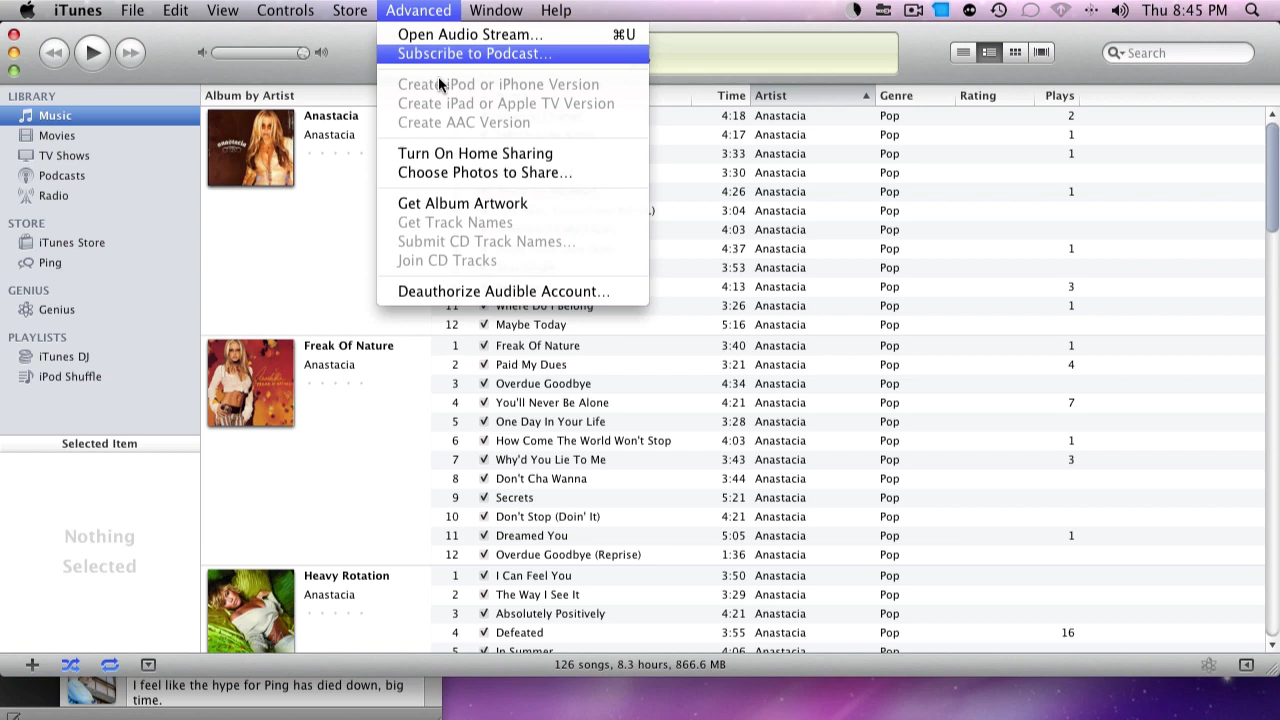 iTunes File Edit View Controls Store Advanced Window Help Thu 8:45 PM
Open Audio Stream... ⌘U
Subscribe to Podcast...
Create iPod or iPhone Version
Create iPad or Apple TV Version
Create AAC Version
Turn On Home Sharing
Choose Photos to Share...
Get Album Artwork
Get Track Names
Submit CD Track Names...
Join CD Tracks
Deauthorize Audible Account...
Search
LIBRARY
Music
Movies
TV Shows
Podcasts
Radio
STORE
iTunes Store
Ping
GENIUS
Genius
PLAYLISTS
iTunes DJ
iPod Shuffle
Selected Item
Nothing
Selected
Album by Artist Time Artist Genre Rating Plays
Anastacia
Anastacia
4:18 Anastacia Pop 2
4:17 Anastacia Pop 1
3:33 Anastacia Pop 1
3:30 Anastacia Pop
4:26 Anastacia Pop 1
3:04 Anastacia Pop
4:03 Anastacia Pop
4:37 Anastacia Pop 1
3:53 Anastacia Pop
4:13 Anastacia Pop 3
11 Where Do I Belong 3:26 Anastacia Pop 1
12 Maybe Today 5:16 Anastacia Pop
Freak Of Nature
Anastacia
1 Freak Of Nature 3:40 Anastacia Pop 1
2 Paid My Dues 3:21 Anastacia Pop 4
3 Overdue Goodbye 4:34 Anastacia Pop
4 You'll Never Be Alone 4:21 Anastacia Pop 7
5 One Day In Your Life 3:28 Anastacia Pop
6 How Come The World Won't Stop 4:03 Anastacia Pop 1
7 Why'd You Lie To Me 3:43 Anastacia Pop 3
8 Don't Cha Wanna 3:44 Anastacia Pop
9 Secrets 5:21 Anastacia Pop
10 Don't Stop (Doin' It) 4:21 Anastacia Pop
11 Dreamed You 5:05 Anastacia Pop 1
12 Overdue Goodbye (Reprise) 1:36 Anastacia Pop
Heavy Rotation
Anastacia
1 I Can Feel You 3:50 Anastacia Pop
2 The Way I See It 3:29 Anastacia Pop
3 Absolutely Positively 4:21 Anastacia Pop
4 Defeated 3:55 Anastacia Pop 16
5 In Summer 4:06 Anastacia Pop
126 songs, 8.3 hours, 866.6 MB
I feel like the hype for Ping has died down, big
time.